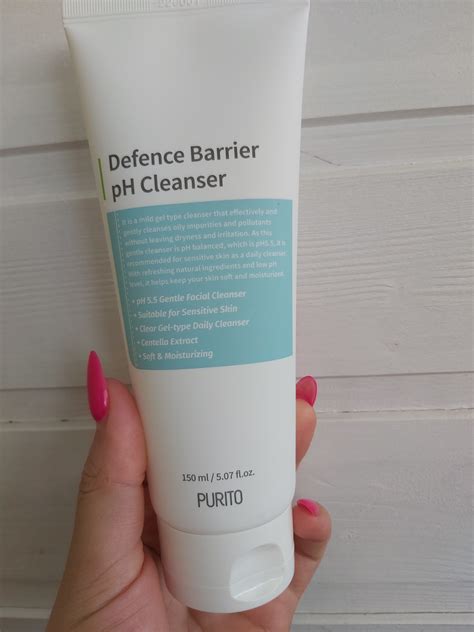 Defence Barrier
pH Cleanser
It is a mild gel type cleanser that effectively and
gently cleanses oily impurities and pollutants
without leaving dryness and irritation. As this
gentle cleanser is pH balanced, which is pH5.5, it is
recommended for sensitive skin as a daily cleanser.
With refreshing natural ingredients and low pH
level, it helps keep your skin soft and moisturized.
• pH 5.5 Gentle Facial Cleanser
• Suitable for Sensitive Skin
• Clear Gel-type Daily Cleanser
• Centella Extract
• Soft & Moisturizing
150 ml / 5.07 fl.oz.
PURITO